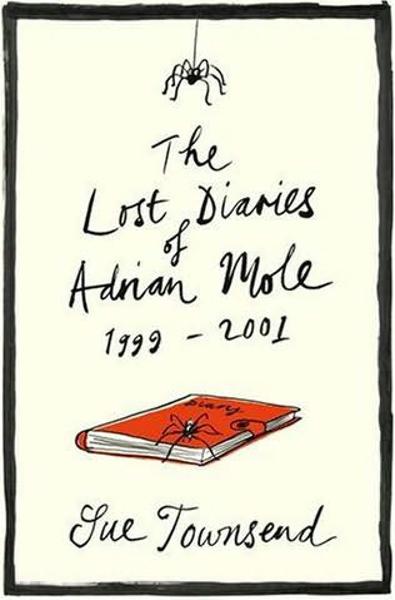 The
Lost Diaries
of
Adrian Mole
1999 - 2001
Diary
Sue Townsend